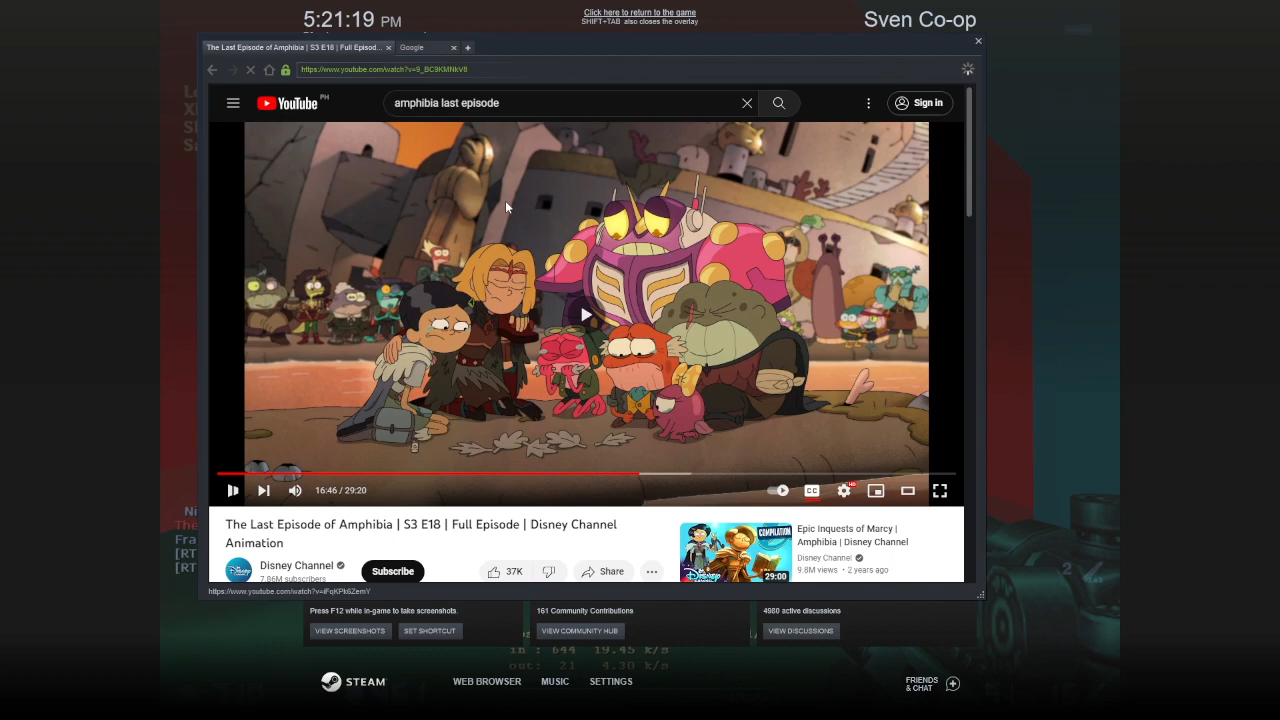 5:21:19 PM
Click here to return to the game
SHIFT+TAB also closes the overlay
Sven Co-op
The Last Episode of Amphibia | S3 E18 | Full Episod...
Google
https://www.youtube.com/watch?v=9_BC9KMNkV8
YouTube PH
amphibia last episode
Sign in
16:46 / 29:20
CC
HD
The Last Episode of Amphibia | S3 E18 | Full Episode | Disney Channel
Animation
Disney Channel
7.86M subscribers
Subscribe
37K
Share
COMPILATION
29:00
Epic Inquests of Marcy |
Amphibia | Disney Channel
Disney Channel
9.8M views • 2 years ago
https://www.youtube.com/watch?v=iFqKPk6ZemY
Press F12 while in-game to take screenshots.
161 Community Contributions
4980 active discussions
VIEW SCREENSHOTS
SET SHORTCUT
VIEW COMMUNITY HUB
VIEW DISCUSSIONS
in : 644 19.45 k/s
out: 21 4.30 k/s
STEAM
WEB BROWSER
MUSIC
SETTINGS
FRIENDS
& CHAT